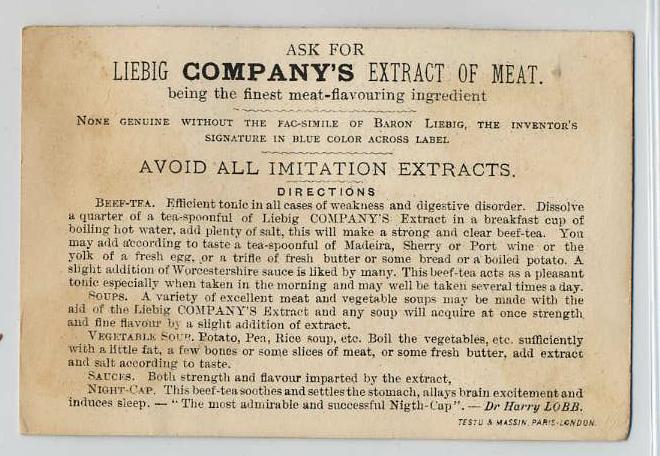 ASK FOR
LIEBIG COMPANY'S EXTRACT OF MEAT.
being the finest meat-flavouring ingredient
NONE GENUINE WITHOUT THE FAC-SIMILE OF BARON LIEBIG, THE INVENTOR'S
SIGNATURE IN BLUE COLOR ACROSS LABEL
AVOID ALL IMITATION EXTRACTS.
DIRECTIONS
BEEF-TEA. Efficient tonic in all cases of weakness and digestive disorder. Dissolve
a quarter of a tea-spoonful of Liebig COMPANY'S Extract in a breakfast cup of
boiling hot water, add plenty of salt, this will make a strong and clear beef-tea. You
may add according to taste a tea-spoonful of Madeira, Sherry or Port wine or the
yolk of a fresh egg, or a trifle of fresh butter or some bread or a boiled potato. A
slight addition of Worcestershire sauce is liked by many. This beef-tea acts as a pleasant
tonic especially when taken in the morning and may well be taken several times a day.
SOUPS. A variety of excellent meat and vegetable soups may be made with the
aid of the Liebig COMPANY'S Extract and any soup will acquire at once strength
and fine flavour by a slight addition of extract.
VEGETABLE SOUP. Potato, Pea, Rice soup, etc. Boil the vegetables, etc. sufficiently
with a little fat, a few bones or some slices of meat, or some fresh butter, add extract
and salt according to taste.
SAUCES. Both strength and flavour imparted by the extract,
NIGHT-CAP. This beef-tea soothes and settles the stomach, allays brain excitement and
induces sleep. — "The most admirable and successful Nigth-Cap". — Dr Harry LOBB.
TESTU & MASSIN, PARIS-LONDON.